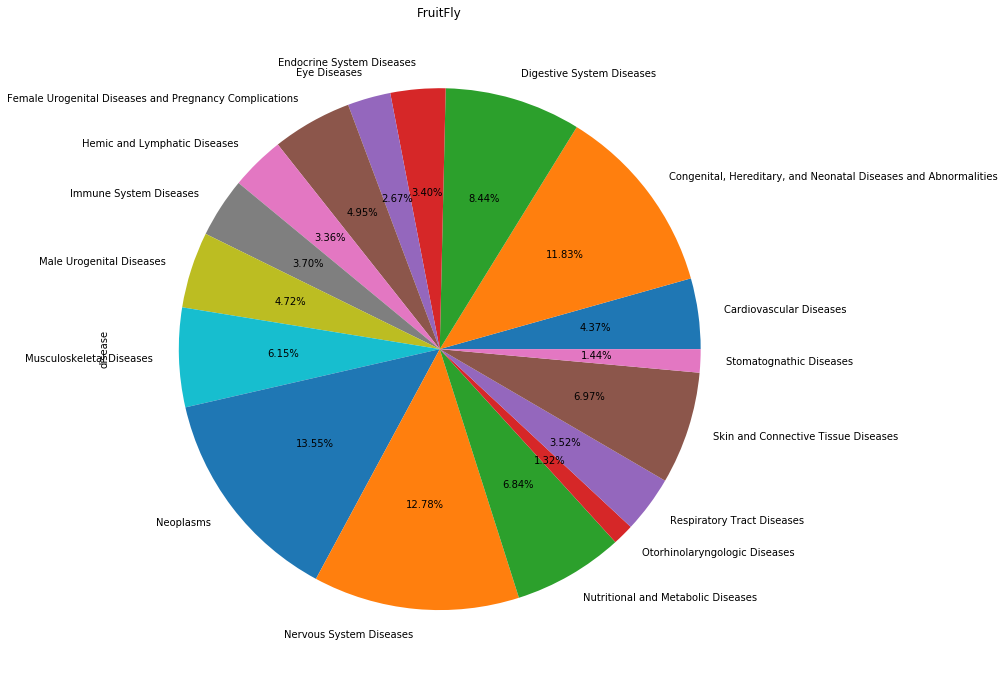 FruitFly
Endocrine System Diseases
Eye Diseases
Digestive System Diseases
Female Urogenital Diseases and Pregnancy Complications
Hemic and Lymphatic Diseases
Congenital, Hereditary, and Neonatal Diseases and Abnormalities
Immune System Diseases
Male Urogenital Diseases
Cardiovascular Diseases
Musculoskeletal Diseases
disease
Stomatognathic Diseases
Skin and Connective Tissue Diseases
Neoplasms
Respiratory Tract Diseases
Otorhinolaryngologic Diseases
Nutritional and Metabolic Diseases
Nervous System Diseases
3.40%
2.67%
8.44%
4.95%
3.36%
11.83%
3.70%
4.72%
4.37%
6.15%
1.44%
6.97%
13.55%
3.52%
1.32%
6.84%
12.78%